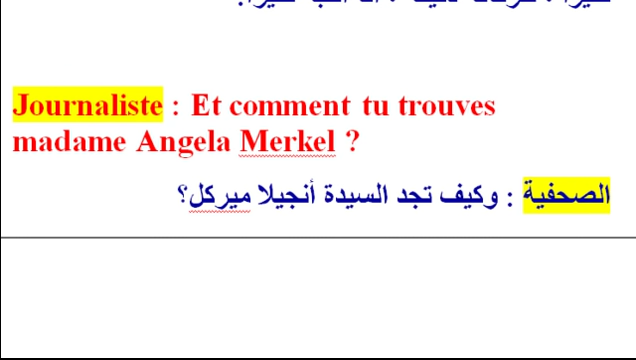 Journaliste : Et comment tu trouves
madame Angela Merkel ?
الصحفية : وكيف تجد السيدة أنجيلا ميركل؟